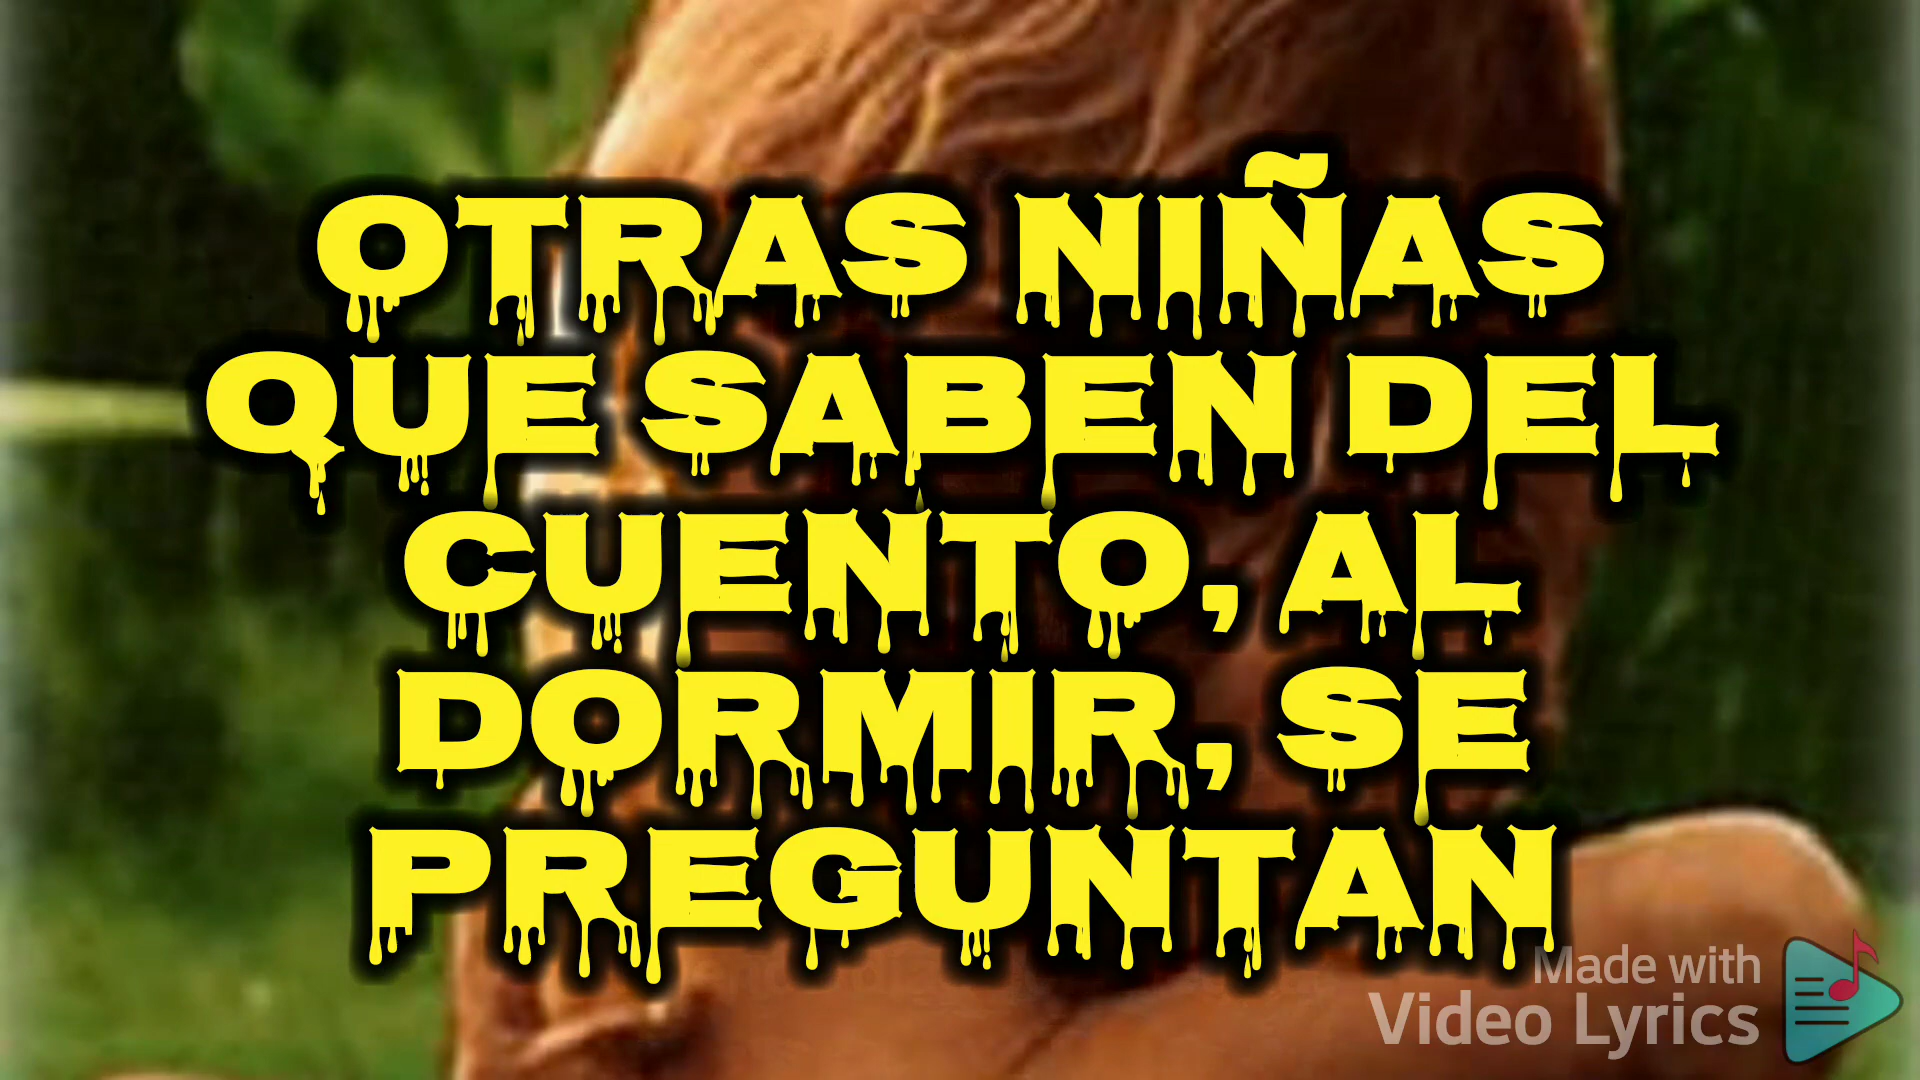 OTRAS NIÑAS
QUE SABEN DEL
CUENTO, AL
DORMIR, SE
PREGUNTAN
Made with
Video Lyrics